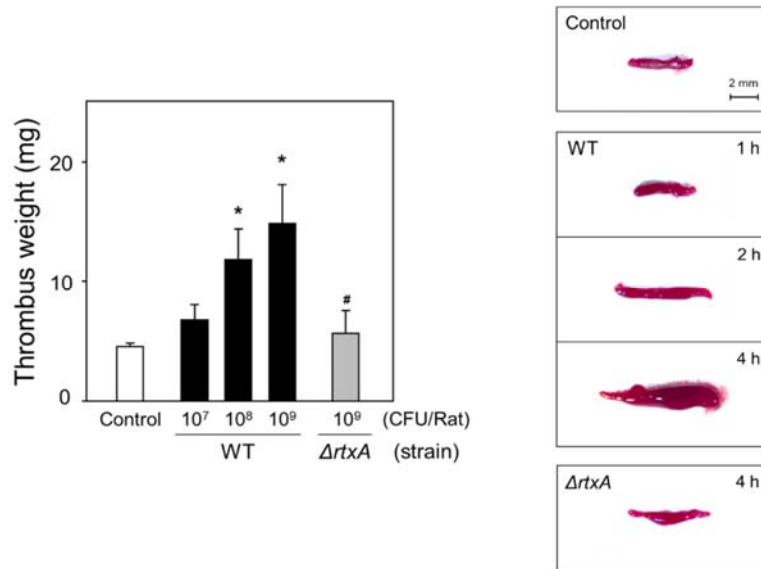 Thrombus weight (mg)
20
10
0
*
*
#
Control
10⁷ 10⁸ 10⁹ 10⁹ (CFU/Rat)
WT ΔrtxA (strain)
Control
2 mm
WT 1 h
2 h
4 h
ΔrtxA 4 h